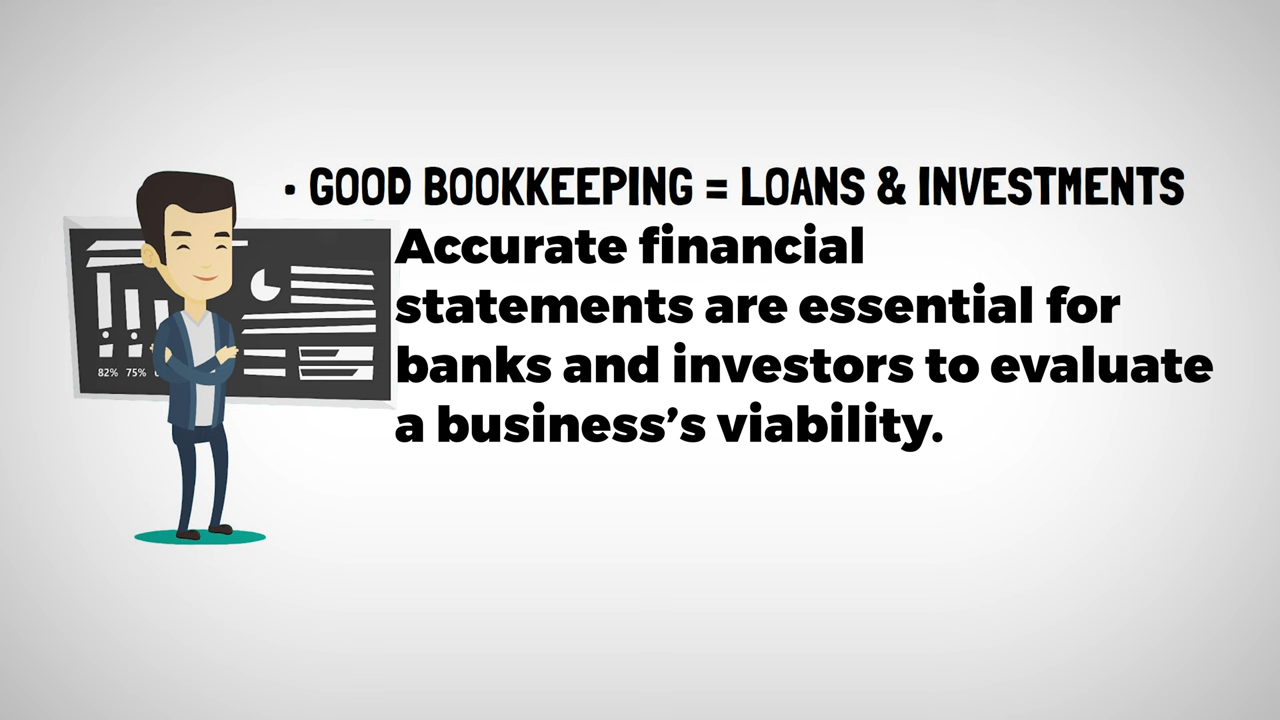 · GOOD BOOKKEEPING = LOANS & INVESTMENTS
Accurate financial
statements are essential for
banks and investors to evaluate
a business’s viability.
82% 75%